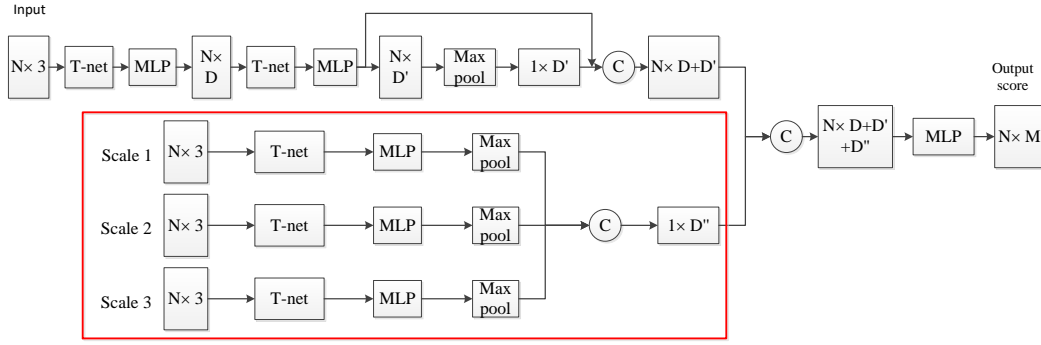 Input
N× 3
T-net
MLP
N×
D
T-net
MLP
N×
D'
Max
pool
1× D'
C
N× D+D'
Scale 1
N× 3
T-net
MLP
Max
pool
Scale 2
N× 3
T-net
MLP
Max
pool
C
1× D''
Scale 3
N× 3
T-net
MLP
Max
pool
C
N× D+D'
+D''
MLP
Output
score
N× M